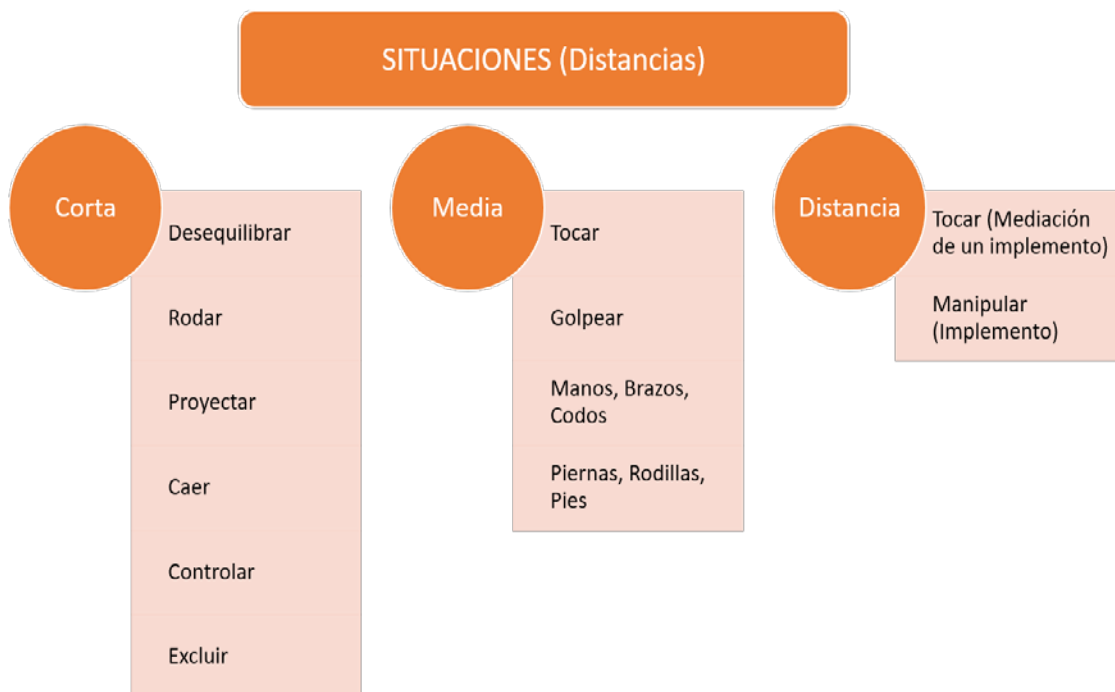 SITUACIONES (Distancias)
Corta
Desequilibrar
Rodar
Proyectar
Caer
Controlar
Excluir
Media
Tocar
Golpear
Manos, Brazos,
Codos
Piernas, Rodillas,
Pies
Distancia
Tocar (Mediación
de un implemento)
Manipular
(Implemento)